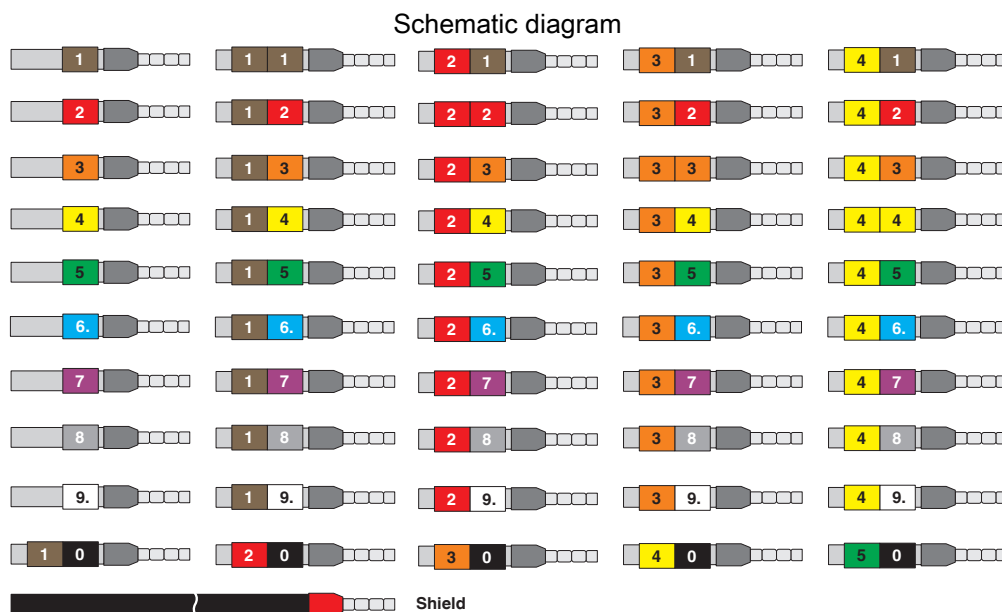 Schematic diagram
1 1 1 2 1 3 1 4 1
2 1 2 2 2 3 2 4 2
3 1 3 2 3 3 3 4 3
4 1 4 2 4 3 4 4 4
5 1 5 2 5 3 5 4 5
6. 1 6. 2 6. 3 6. 4 6.
7 1 7 2 7 3 7 4 7
8 1 8 2 8 3 8 4 8
9. 1 9. 2 9. 3 9. 4 9.
1 0 2 0 3 0 4 0 5 0
Shield